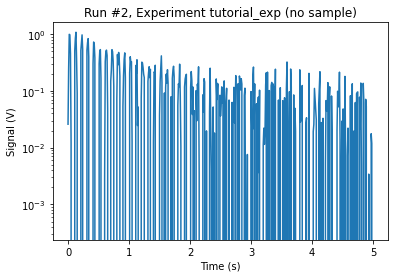 Run #2, Experiment tutorial_exp (no sample)
Signal (V)
10⁰
10⁻¹
10⁻²
10⁻³
0 1 2 3 4 5
Time (s)